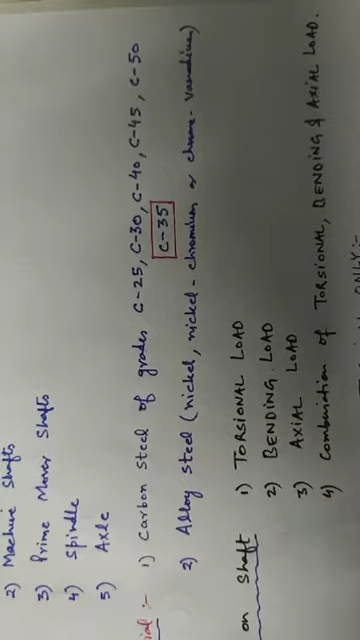 2) Machine Shafts
3) Prime Mover Shafts
4) Spindle
5) Axle
ial :- 1) Carbon Steel of grades C-25, C-30, C-40, C-45, C-50
C-35
2) Alloy Steel (nickel, nickel-chromium or chrome-vanadium)
on Shaft 1) TORSIONAL LOAD
2) BENDING LOAD
3) AXIAL LOAD
4) Combination of TORSIONAL, BENDING & AXIAL LOAD.
ONLY:-